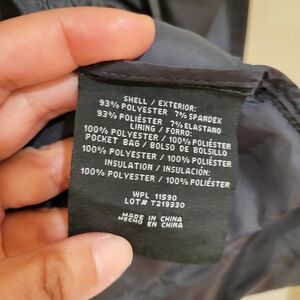 SHELL / EXTERIOR:
93% POLYESTER 7% SPANDEX
93% POLIÉSTER 7% ELASTANO
LINING / FORRO:
100% POLYESTER / 100% POLIÉSTER
POCKET BAG / BOLSO DE BOLSILLO
100% POLYESTER / 100% POLIÉSTER
INSULATION / INSULACIÓN:
100% POLYESTER / 100% POLIÉSTER
WPL 11590
LOT# T219930
MADE IN CHINA
HECHO EN CHINA